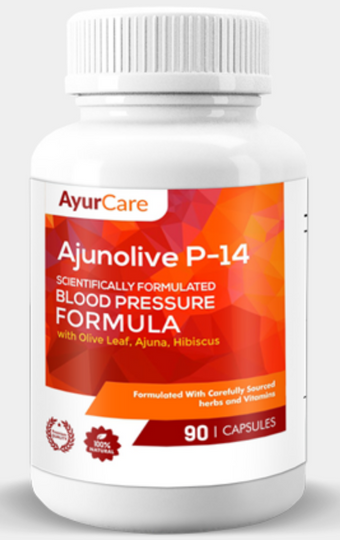 AyurCare
Ajunolive P-14
SCIENTIFICALLY FORMULATED
BLOOD PRESSURE
FORMULA
with Olive Leaf, Ajuna, Hibiscus
Formulated With Carefully Sourced
herbs and Vitamins
100%
NATURAL
90 | CAPSULES